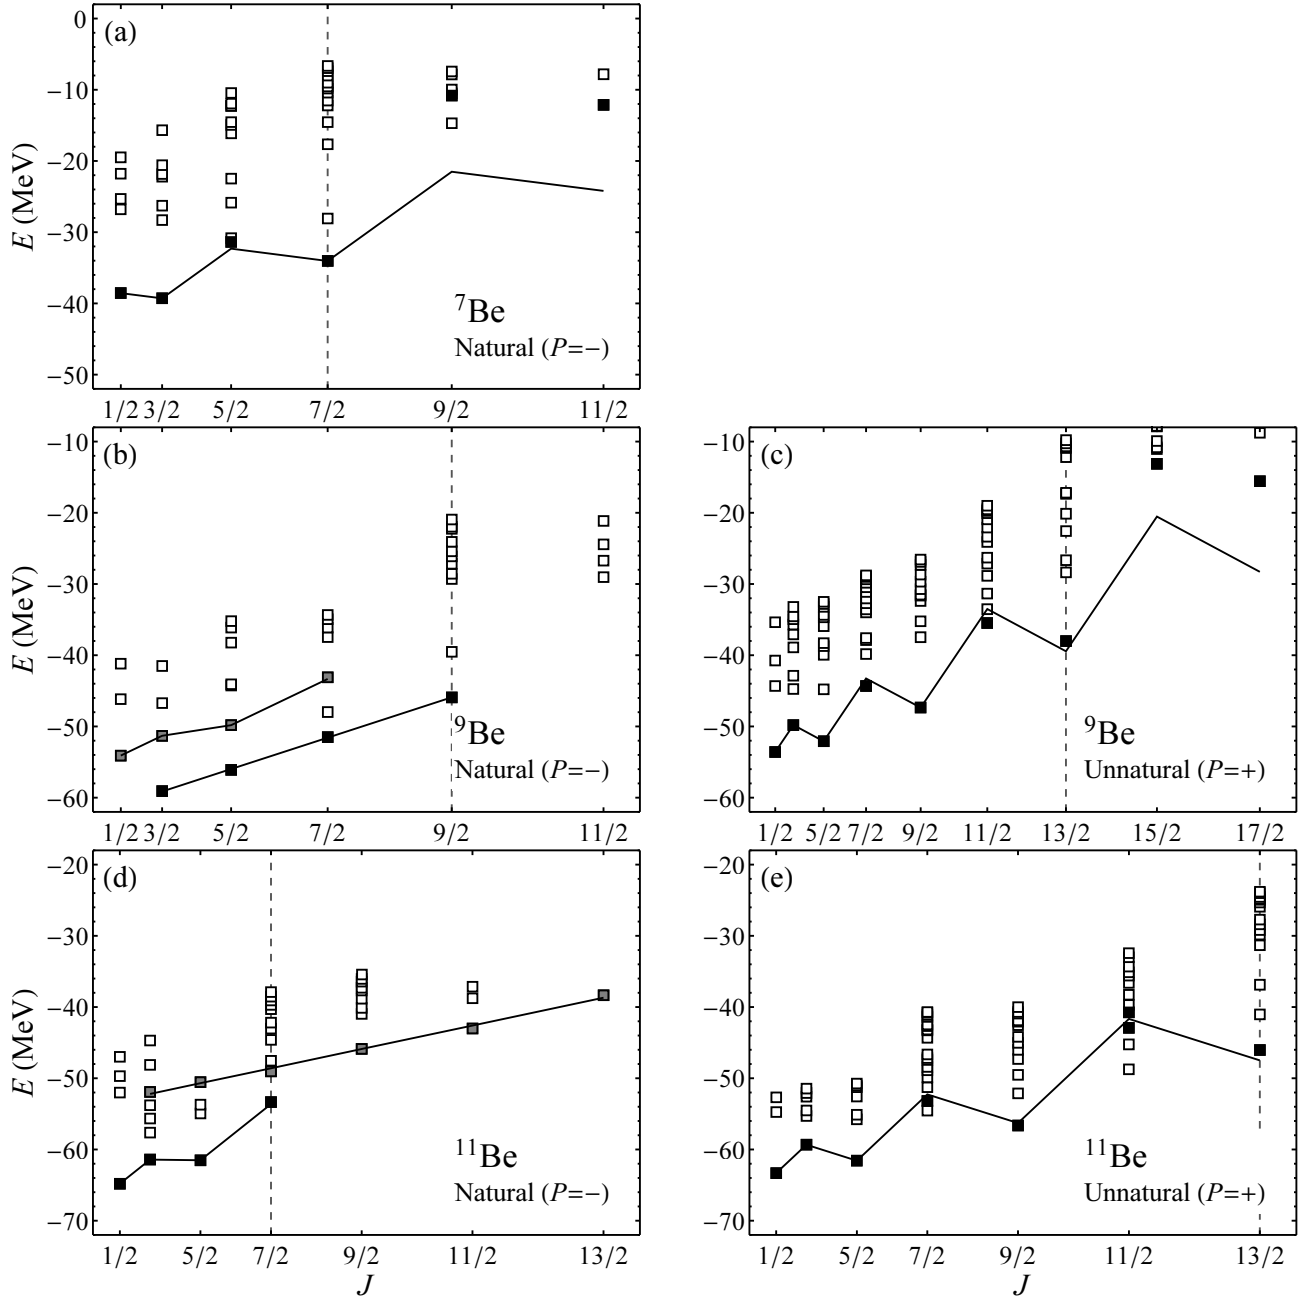 (a)
0
−10
−20
−30
−40
−50
E (MeV)
7Be
Natural (P=−)
1/2 3/2 5/2 7/2 9/2 11/2
(b)
−10
−20
−30
−40
−50
−60
E (MeV)
9Be
Natural (P=−)
1/2 3/2 5/2 7/2 9/2 11/2
(c)
−10
−20
−30
−40
−50
−60
9Be
Unnatural (P=+)
1/2 5/2 7/2 9/2 11/2 13/2 15/2 17/2
(d)
−20
−30
−40
−50
−60
−70
E (MeV)
11Be
Natural (P=−)
1/2 5/2 7/2 9/2 11/2 13/2
J
(e)
−20
−30
−40
−50
−60
−70
11Be
Unnatural (P=+)
1/2 5/2 7/2 9/2 11/2 13/2
J